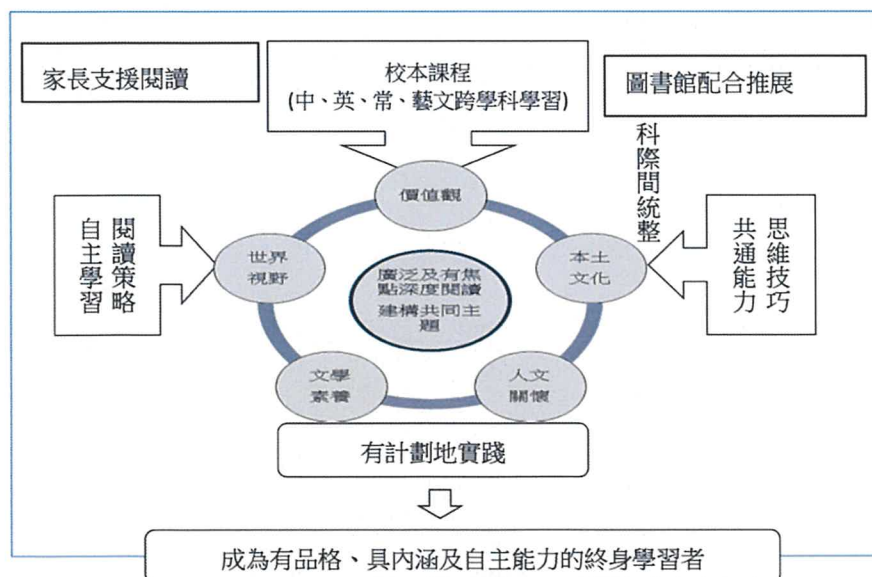 家長支援閱讀
校本課程
(中、英、常、藝文跨學科學習)
圖書館配合推展
科際間統整
價值觀
閱讀策略
自主學習
世界
視野
廣泛及有焦
點深度閱讀
建構共同主
題
本土
文化
思維技巧
共通能力
文學
素養
人文
關懷
有計劃地實踐
成為有品格、具內涵及自主能力的終身學習者